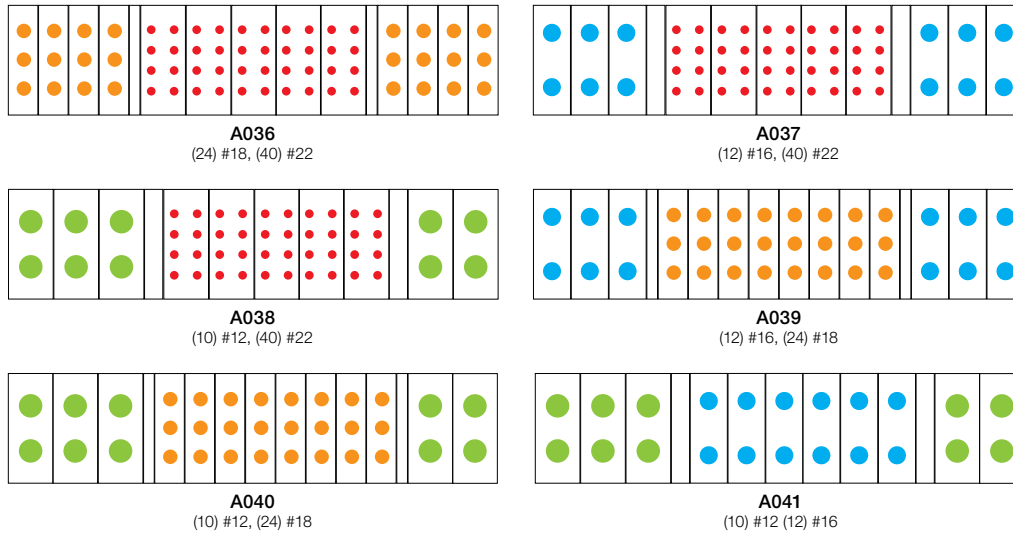 A036
(24) #18, (40) #22
A037
(12) #16, (40) #22
A038
(10) #12, (40) #22
A039
(12) #16, (24) #18
A040
(10) #12, (24) #18
A041
(10) #12 (12) #16